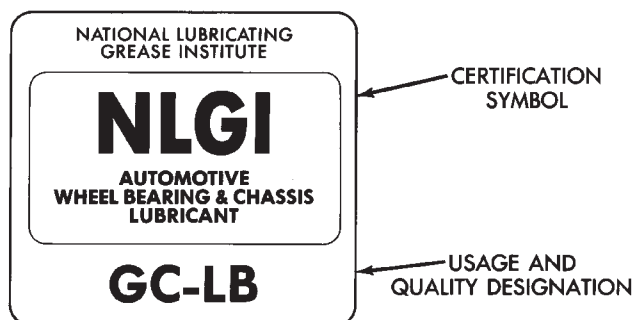 NATIONAL LUBRICATING
GREASE INSTITUTE
NLGI
AUTOMOTIVE
WHEEL BEARING & CHASSIS
LUBRICANT
GC-LB
CERTIFICATION
SYMBOL
USAGE AND
QUALITY DESIGNATION